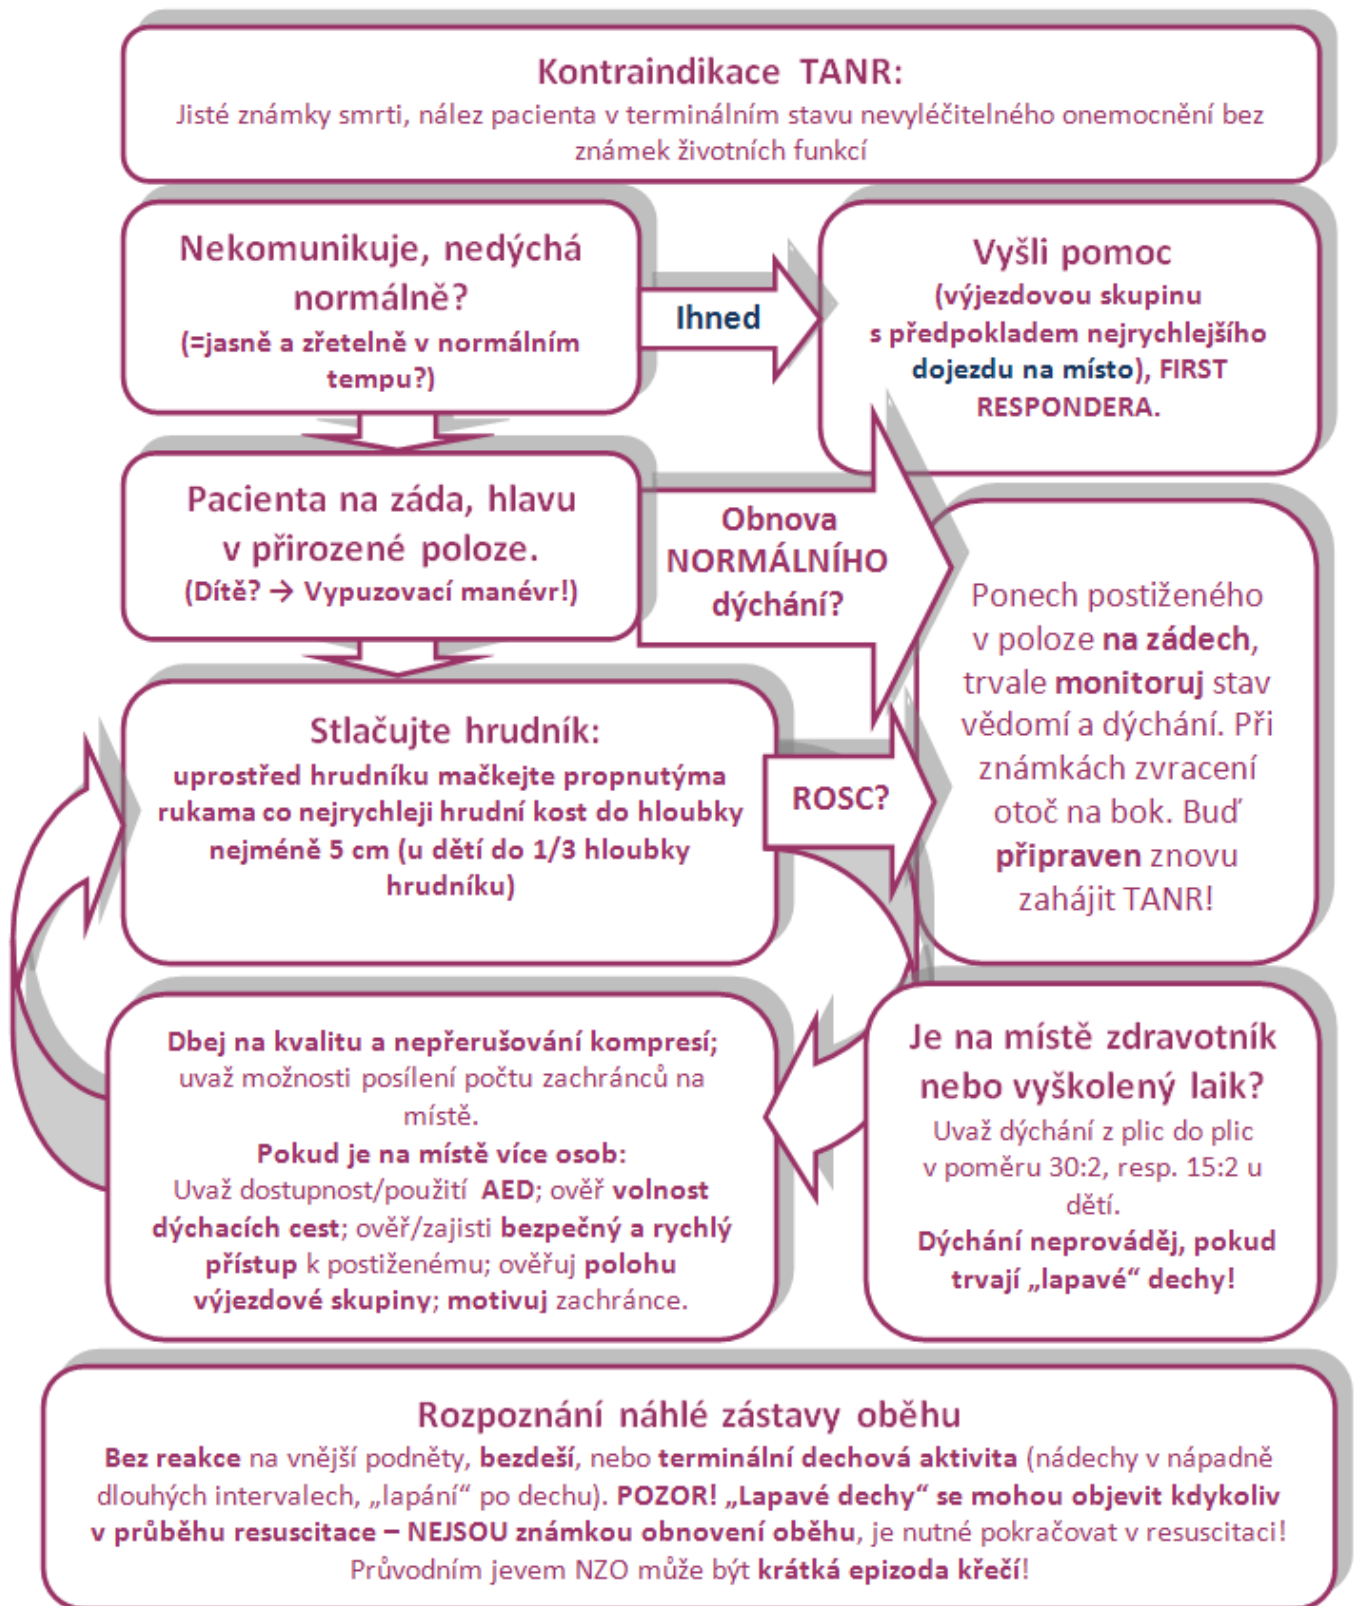 Kontraindikace TANR:
Jisté známky smrti, nález pacienta v terminálním stavu nevyléčitelného onemocnění bez
známek životních funkcí
Nekomunikuje, nedýchá
normálně?
(=jasně a zřetelně v normálním
tempu?)
Ihned
Vyšli pomoc
(výjezdovou skupinu
s předpokladem nejrychlejšího
dojezdu na místo), FIRST
RESPONDERA.
Pacienta na záda, hlavu
v přirozené poloze.
(Dítě? → Vypuzovací manévr!)
Obnova
NORMÁLNÍHO
dýchání?
Ponech postiženého
v poloze na zádech,
trvale monitoruj stav
vědomí a dýchání. Při
známkách zvracení
otoč na bok. Buď
připraven znovu
zahájit TANR!
Stlačujte hrudník:
uprostřed hrudníku mačkejte propnutýma
rukama co nejrychleji hrudní kost do hloubky
nejméně 5 cm (u dětí do 1/3 hloubky
hrudníku)
ROSC?
Je na místě zdravotník
nebo vyškolený laik?
Uvaž dýchání z plic do plic
v poměru 30:2, resp. 15:2 u
dětí.
Dýchání neprováděj, pokud
trvají „lapavé“ dechy!
Dbej na kvalitu a nepřerušování kompresí;
uvaž možnosti posílení počtu zachránců na
místě.
Pokud je na místě více osob:
Uvaž dostupnost/použití AED; ověř volnost
dýchacích cest; ověř/zajisti bezpečný a rychlý
přístup k postiženému; ověřuj polohu
výjezdové skupiny; motivuj zachránce.
Rozpoznání náhlé zástavy oběhu
Bez reakce na vnější podněty, bezdeší, nebo terminální dechová aktivita (nádechy v nápadně
dlouhých intervalech, „lapání“ po dechu). POZOR! „Lapavé dechy“ se mohou objevit kdykoliv
v průběhu resuscitace – NEJSOU známkou obnovení oběhu, je nutné pokračovat v resuscitaci!
Průvodním jevem NZO může být krátká epizoda křečí!